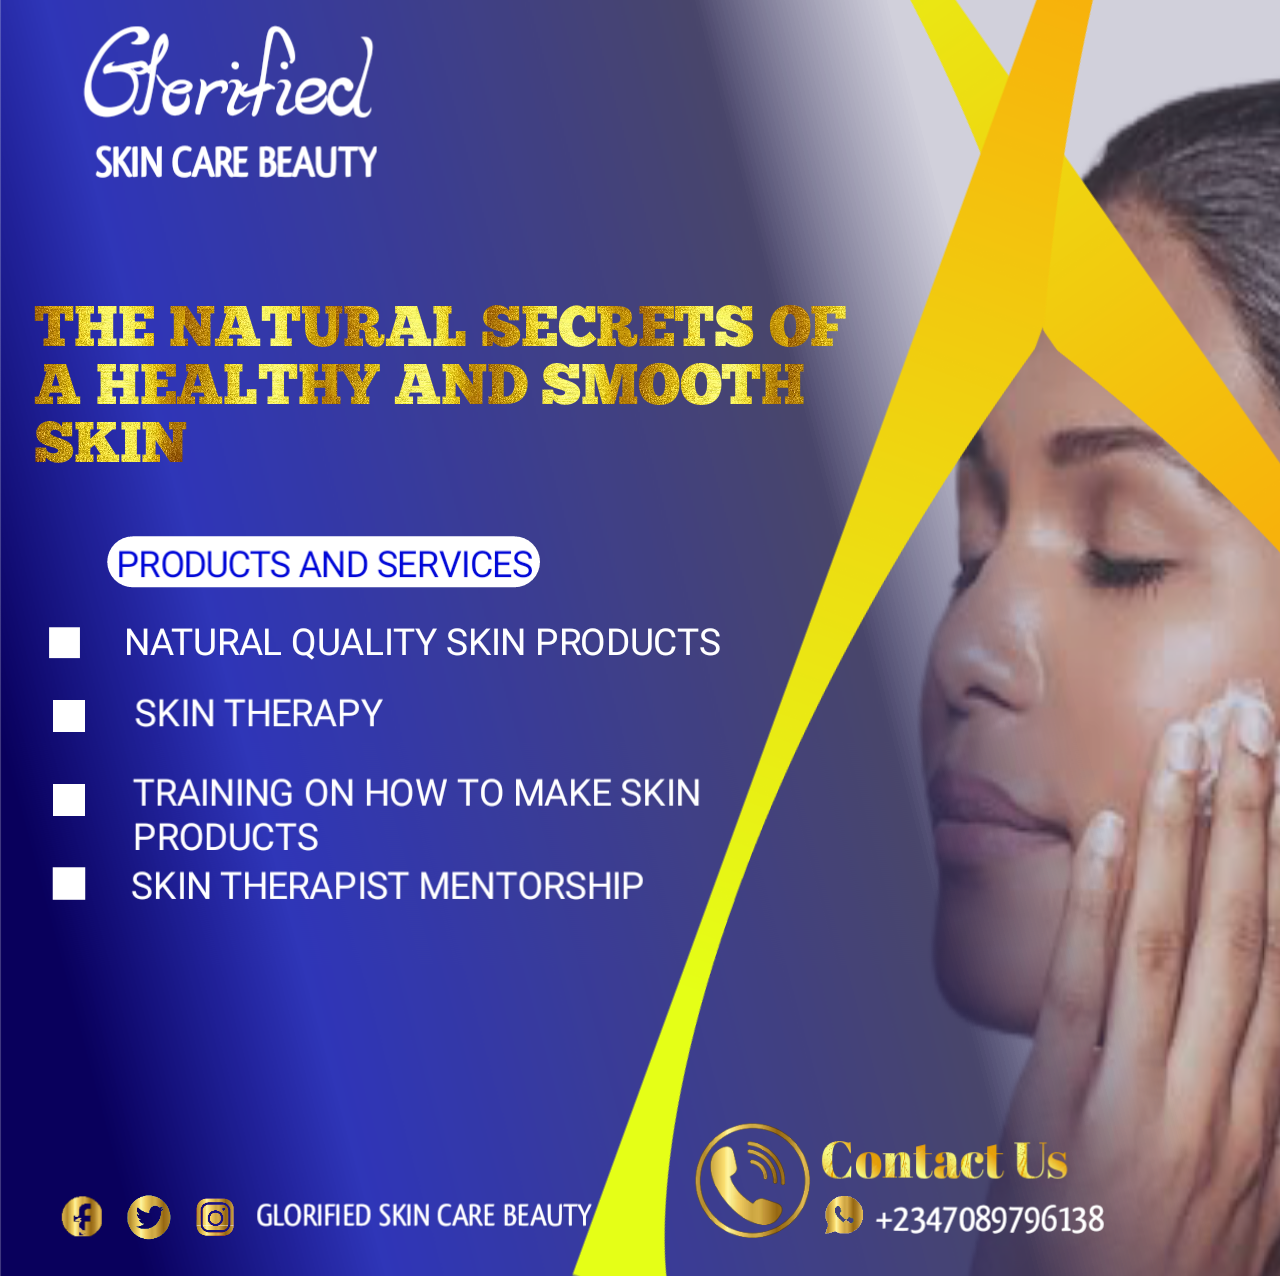 Glorified
SKIN CARE BEAUTY
THE NATURAL SECRETS OF
A HEALTHY AND SMOOTH
SKIN
PRODUCTS AND SERVICES
NATURAL QUALITY SKIN PRODUCTS
SKIN THERAPY
TRAINING ON HOW TO MAKE SKIN
PRODUCTS
SKIN THERAPIST MENTORSHIP
GLORIFIED SKIN CARE BEAUTY
Contact Us
+2347089796138